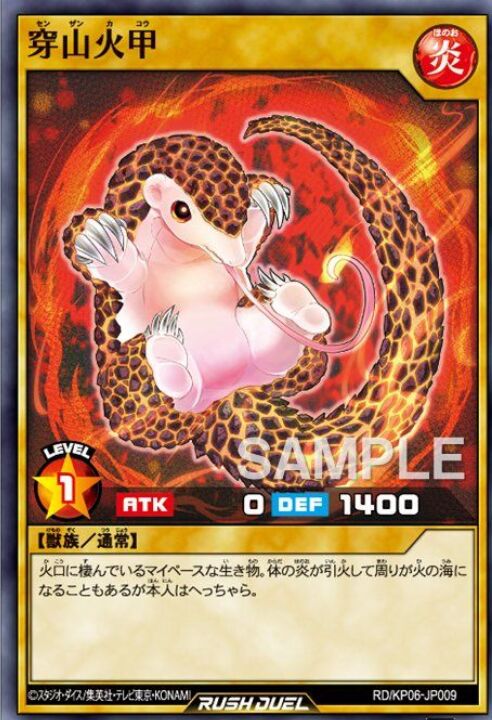 センザンカコウ
穿山火甲
ほのお
炎
SAMPLE
LEVEL
1
ATK 0 DEF 1400
けもの ぞく つうじょう
【獣族／通常】
かこう す い もの からだ ほのお いんか まわ ひ うみ
火口に棲んでいるマイペースな生き物。体の炎が引火して周りが火の海に
ほんにん
なることもあるが本人はへっちゃら。
©スタジオ・ダイス/集英社・テレビ東京・KONAMI
RUSH DUEL
RD/KP06-JP009